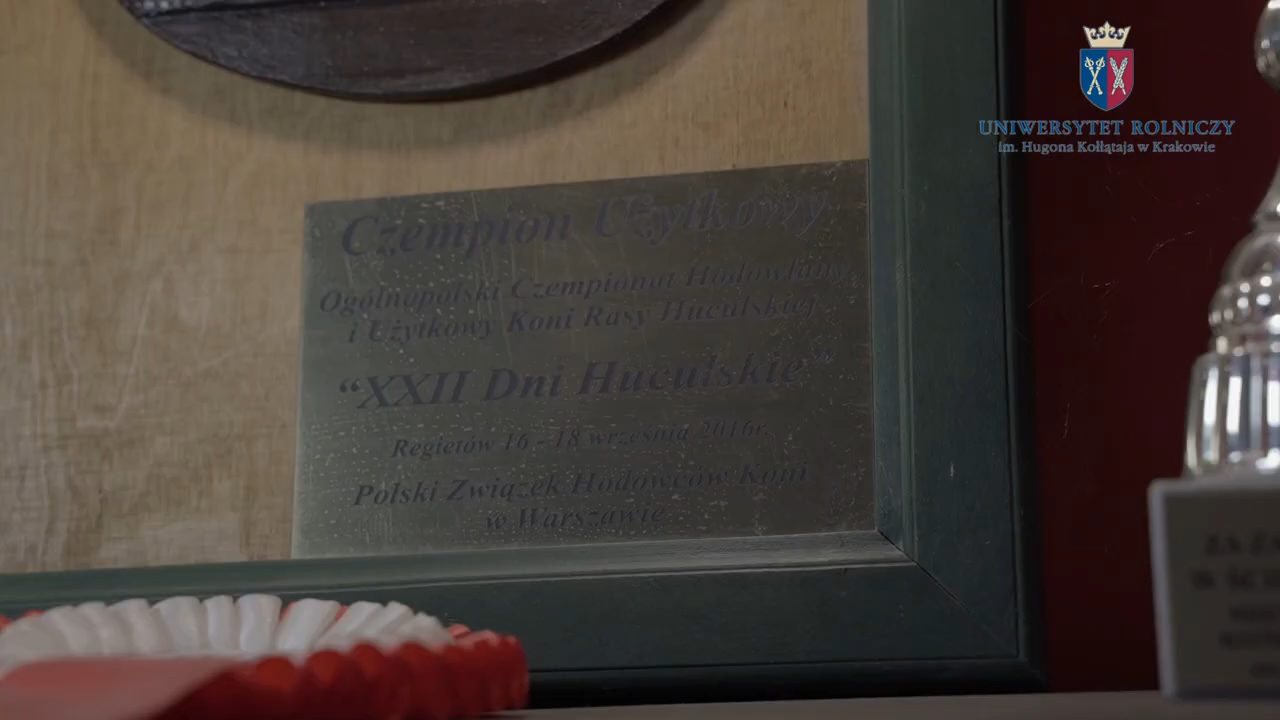 UNIWERSYTET ROLNICZY
im. Hugona Kołłątaja w Krakowie
Czempion Użytkowy
Ogólnopolski Czempionat Hodowlany
i Użytkowy Koni Rasy Huculskiej
“XXII Dni Huculskie”
Regietów 16 - 18 września 2016r.
Polski Związek Hodowców Koni
w Warszawie
ZA